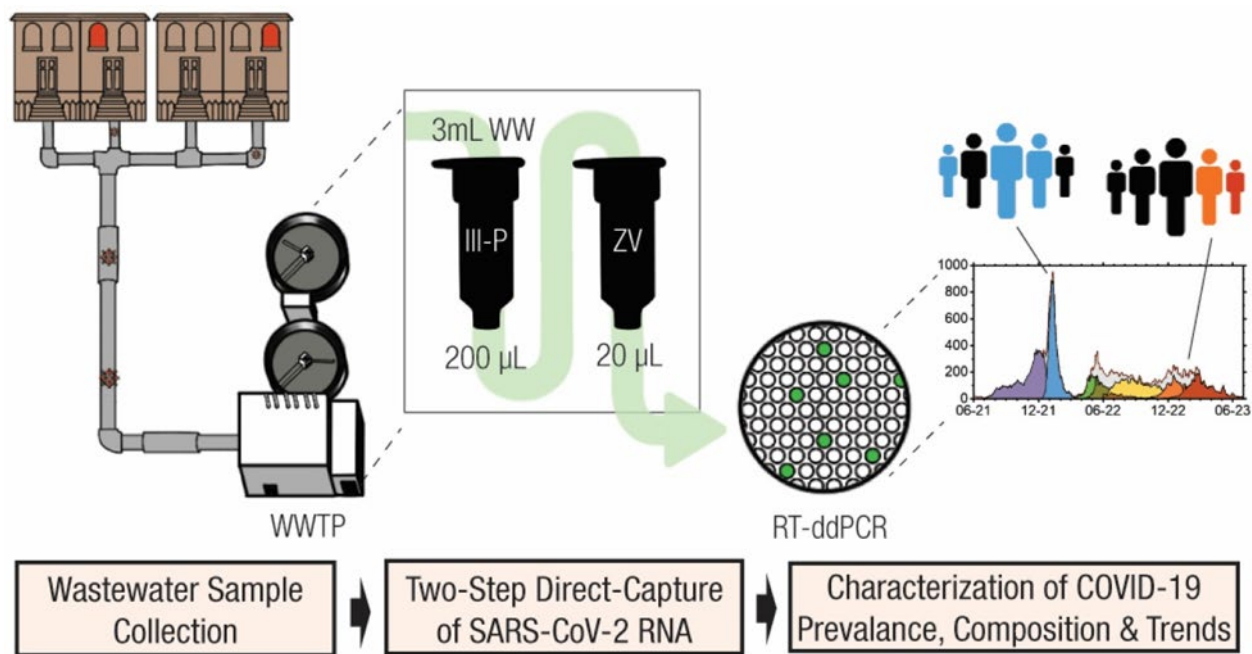 3mL WW
III-P
ZV
200 µL
20 µL
WWTP
RT-ddPCR
1000
800
600
400
200
0
06-21
12-21
06-22
12-22
06-23
Wastewater Sample
Collection
Two-Step Direct-Capture
of SARS-CoV-2 RNA
Characterization of COVID-19
Prevalance, Composition & Trends